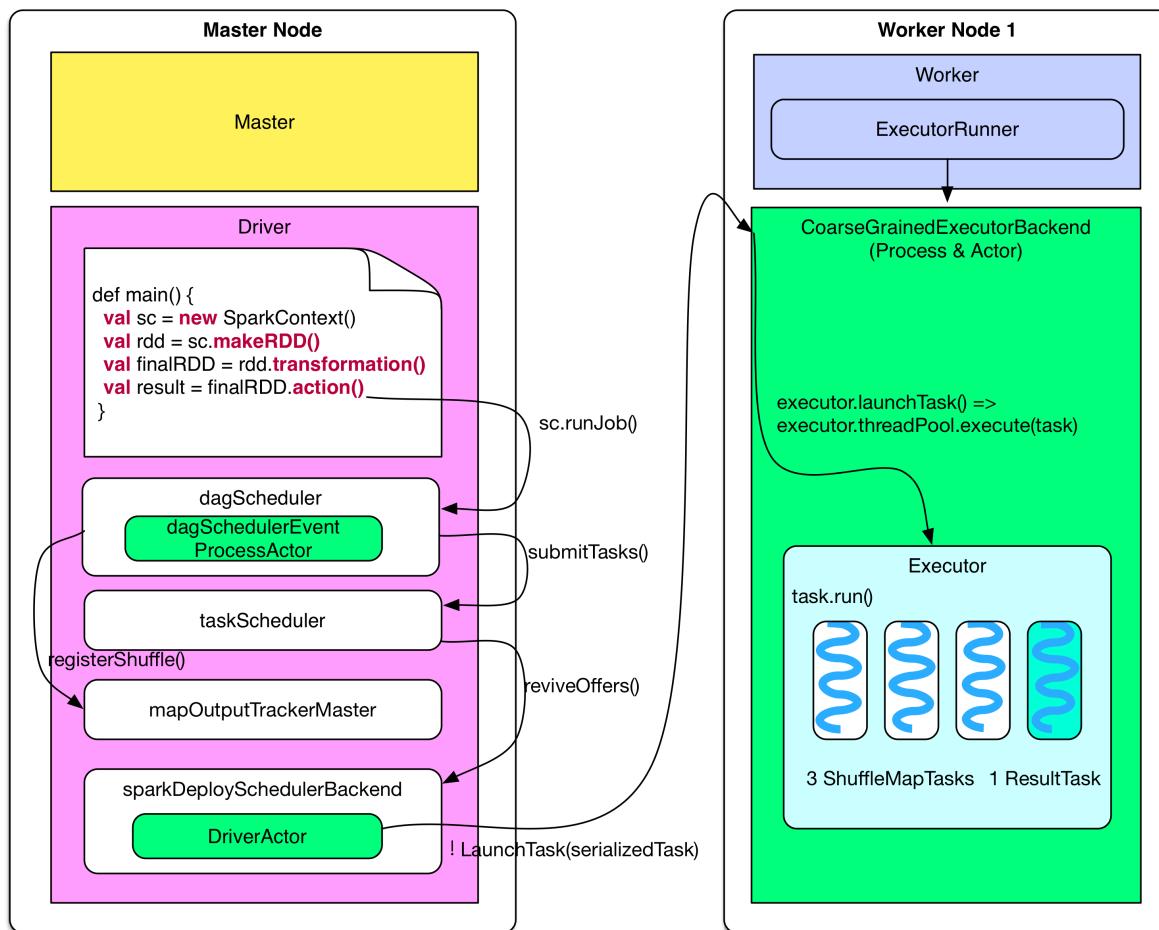 Master Node
Master
Driver
def main() {
val sc = new SparkContext()
val rdd = sc.makeRDD()
val finalRDD = rdd.transformation()
val result = finalRDD.action()
}
sc.runJob()
dagScheduler
dagSchedulerEvent
ProcessActor
submitTasks()
taskScheduler
registerShuffle()
reviveOffers()
mapOutputTrackerMaster
sparkDeploySchedulerBackend
DriverActor
! LaunchTask(serializedTask)
Worker Node 1
Worker
ExecutorRunner
CoarseGrainedExecutorBackend
(Process & Actor)
executor.launchTask() =>
executor.threadPool.execute(task)
Executor
task.run()
3 ShuffleMapTasks
1 ResultTask